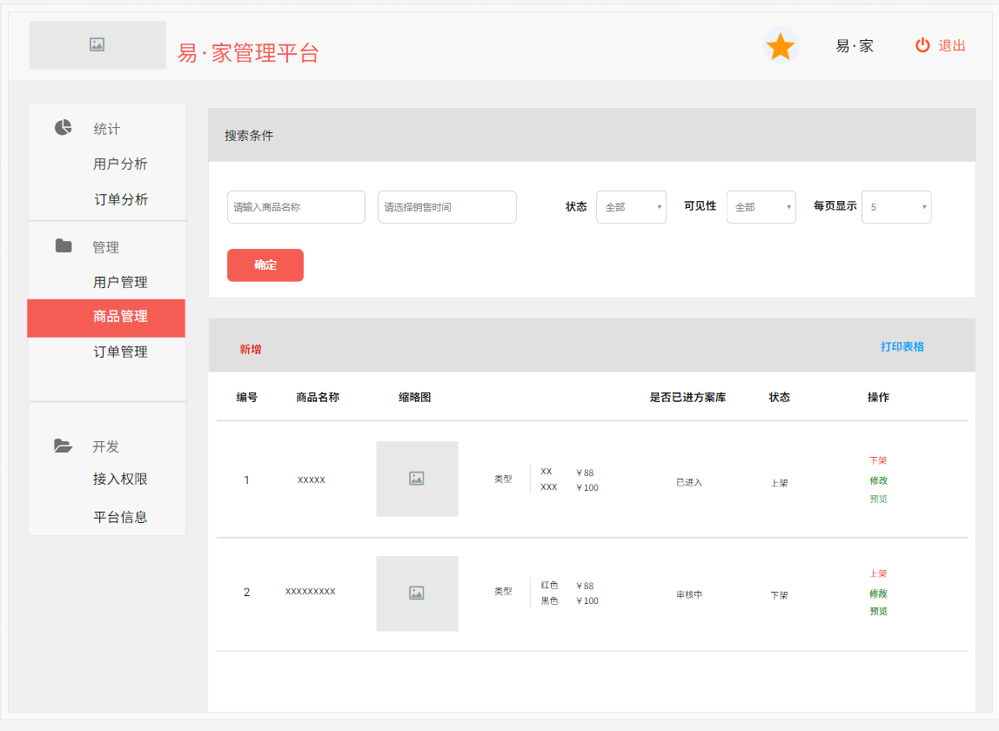 易·家管理平台
易·家
退出
统计
用户分析
订单分析
管理
用户管理
商品管理
订单管理
开发
接入权限
平台信息
搜索条件
请输入商品名称 请选择销售时间 状态 全部 可见性 全部 每页显示 5
确定
新增 打印表格
编号 商品名称 缩略图 是否已进方案库 状态 操作
1 XXXXX 类型 XX ￥88 已进入 上架 下架
XXX ￥100 修改
预览
2 XXXXXXXXX 类型 红色 ￥88 审核中 下架 上架
黑色 ￥100 修改
预览